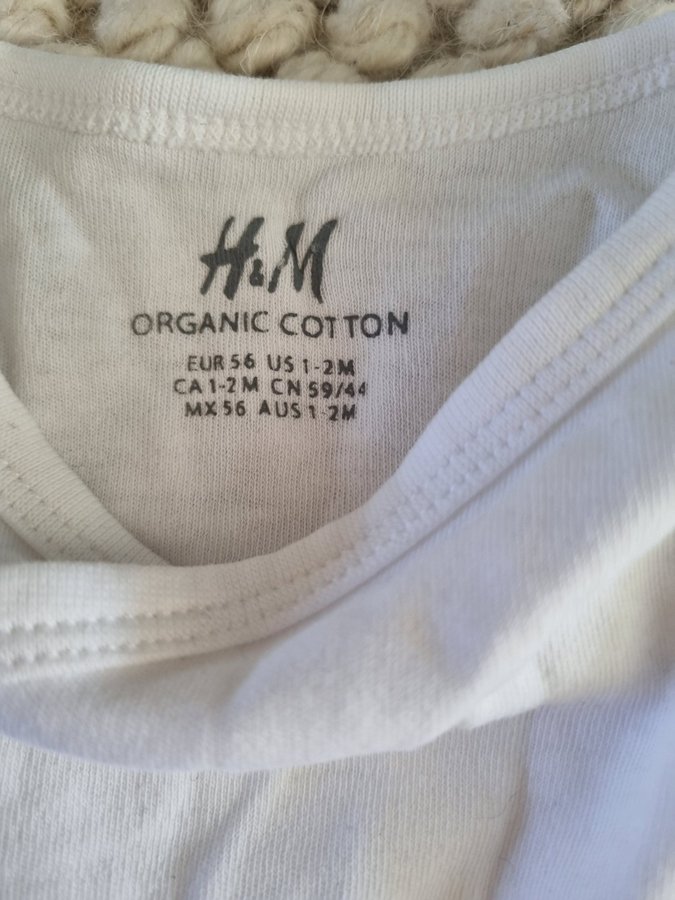 H&M
ORGANIC COTTON
EUR 56 US 1-2M
CA 1-2M CN 59/44
MX 56 AUS 1-2M